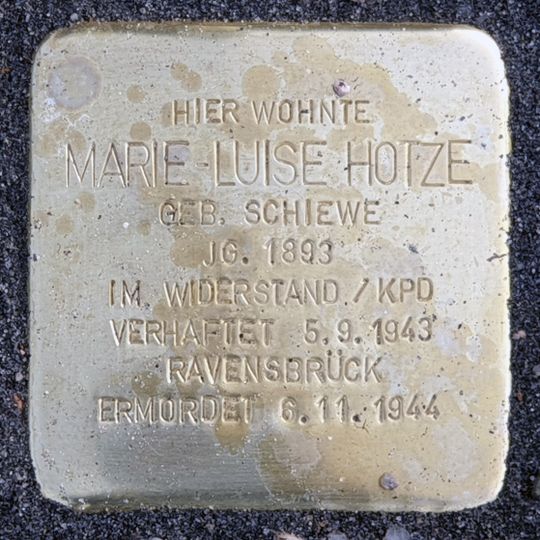 HIER WOHNTE
MARIE-LUISE HOTZE
GEB. SCHIEWE
JG. 1893
IM WIDERSTAND / KPD
VERHAFTET 5.9.1943
RAVENSBRÜCK
ERMORDET 6.11.1944